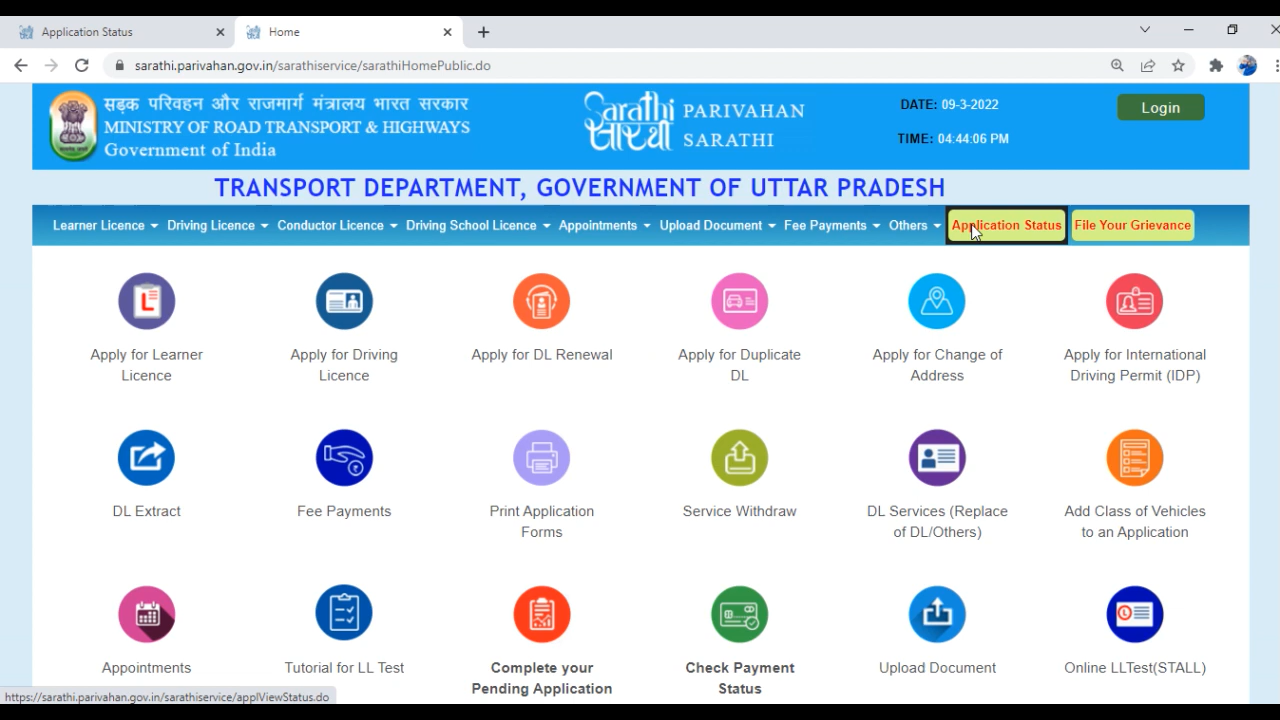 Application Status
Home
sarathi.parivahan.gov.in/sarathiservice/sarathiHomePublic.do
सड़क परिवहन और राजमार्ग मंत्रालय भारत सरकार
MINISTRY OF ROAD TRANSPORT & HIGHWAYS
Government of India
Sarathi
सारथी
PARIVAHAN
SARATHI
DATE: 09-3-2022
TIME: 04:44:06 PM
Login
TRANSPORT DEPARTMENT, GOVERNMENT OF UTTAR PRADESH
Learner Licence Driving Licence Conductor Licence Driving School Licence Appointments Upload Document Fee Payments Others Application Status File Your Grievance
L
Apply for Learner
Licence
Apply for Driving
Licence
Apply for DL Renewal
Apply for Duplicate
DL
Apply for Change of
Address
Apply for International
Driving Permit (IDP)
DL Extract
Fee Payments
Print Application
Forms
Service Withdraw
DL Services (Replace
of DL/Others)
Add Class of Vehicles
to an Application
Appointments
Tutorial for LL Test
Complete your
Pending Application
Check Payment
Status
Upload Document
Online LLTest(STALL)
https://sarathi.parivahan.gov.in/sarathiservice/applViewStatus.do